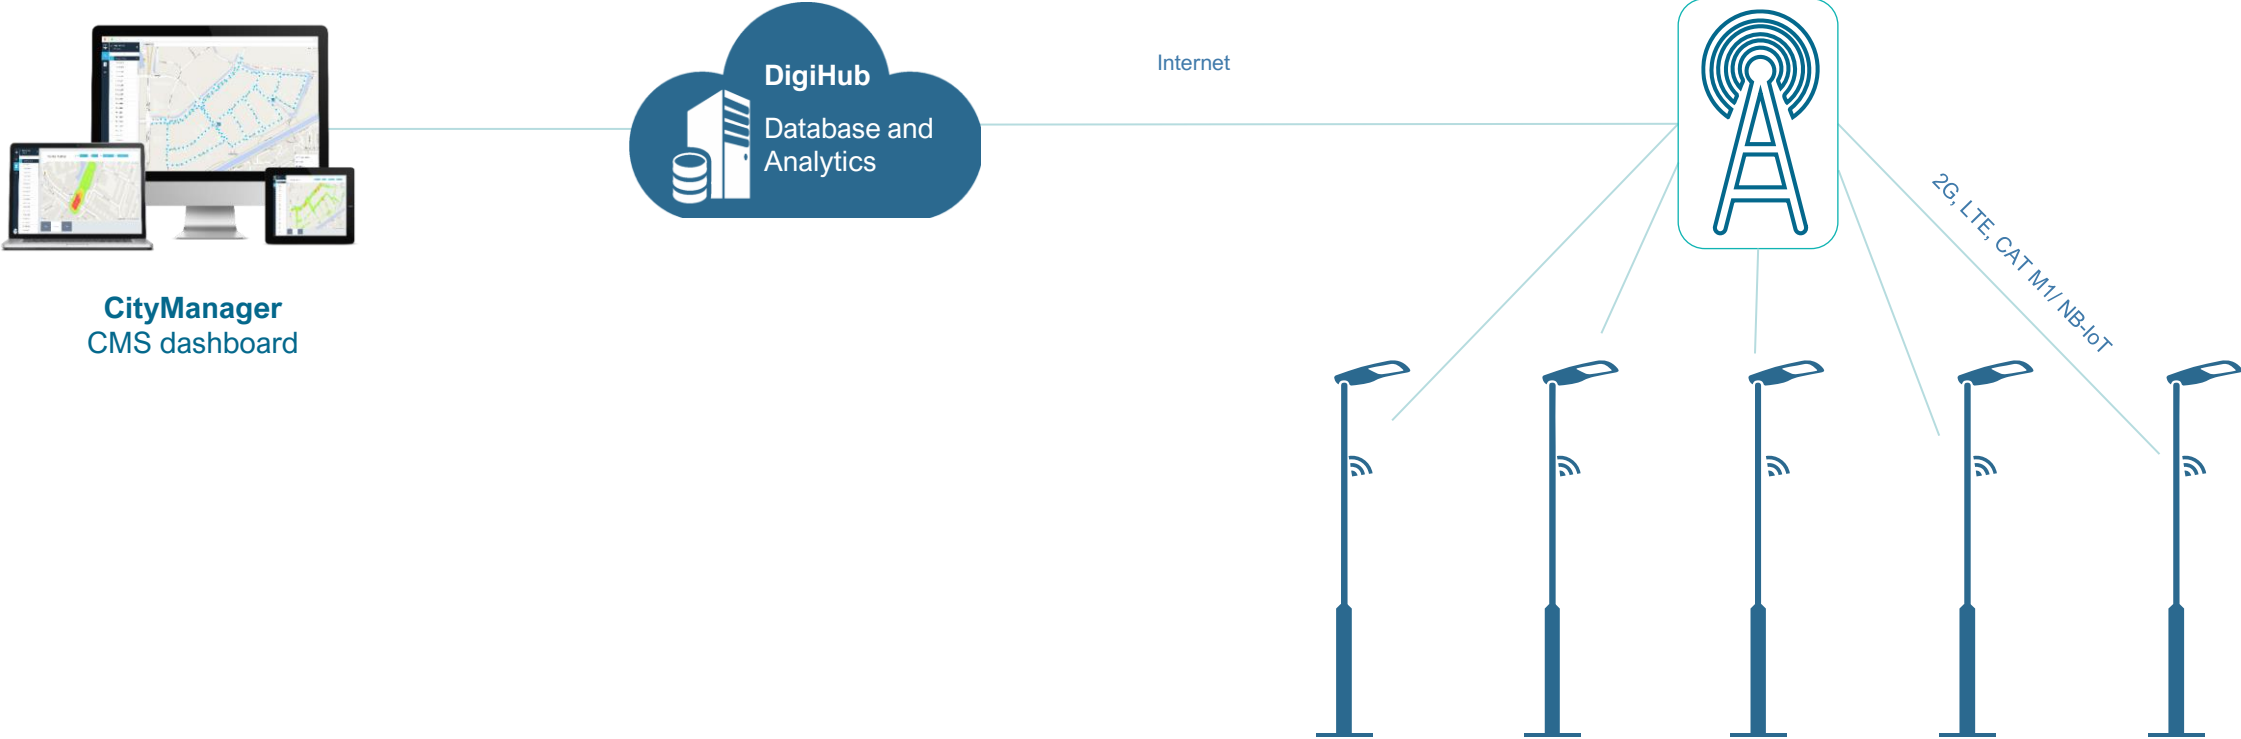 DigiHub
Database and
Analytics
Internet
2G, LTE, CAT M1/ NB-IoT
CityManager
CMS dashboard